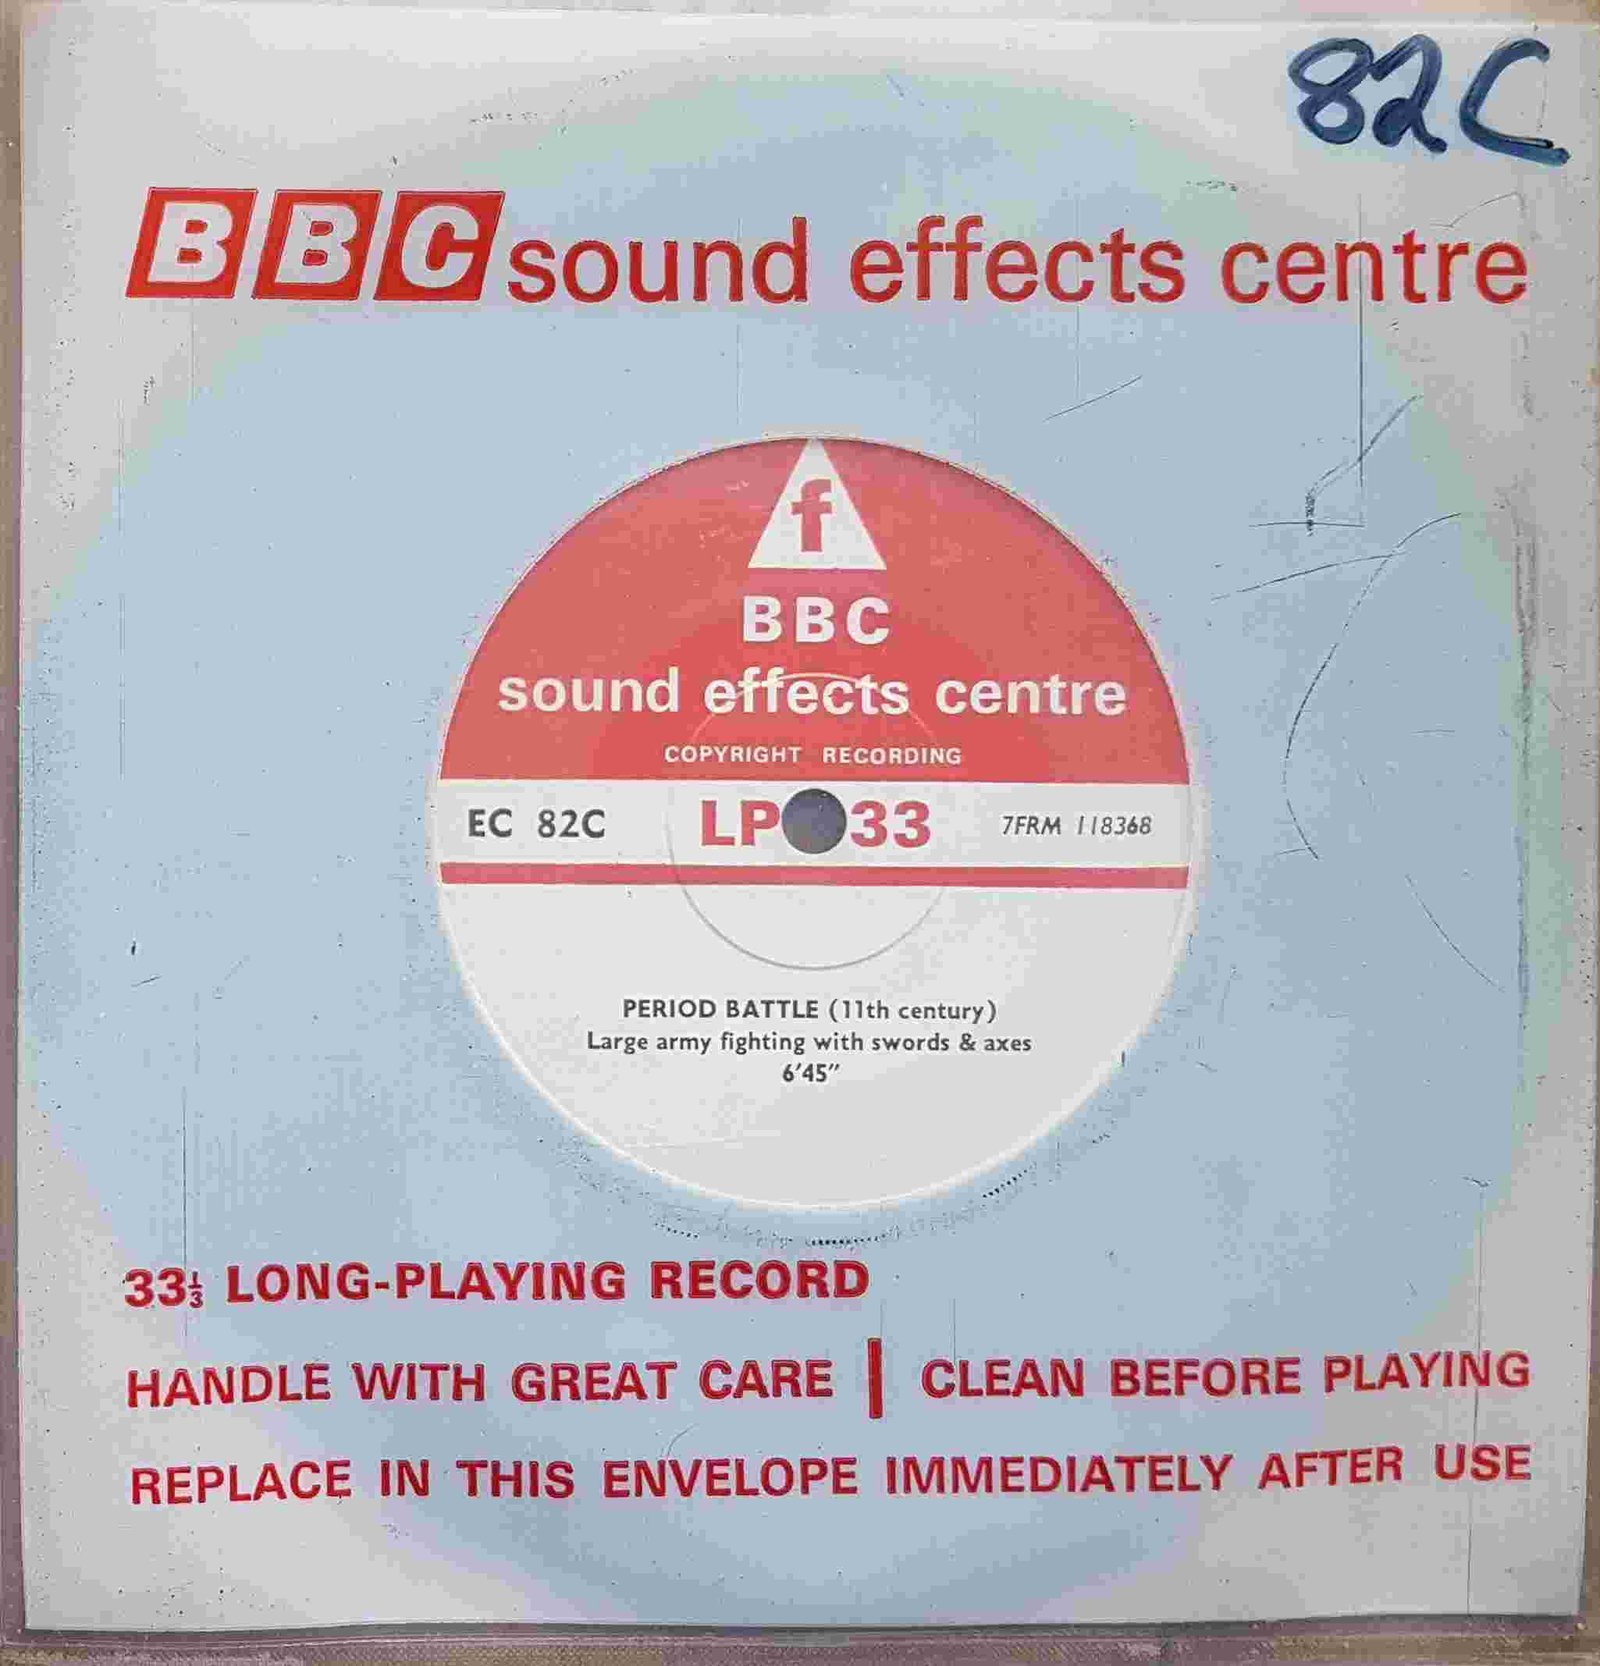 82C
BBC sound effects centre
f
BBC
sound effects centre
COPYRIGHT RECORDING
EC 82C LP 33 7FRM 118368
PERIOD BATTLE (11th century)
Large army fighting with swords & axes
6'45"
33⅓ LONG-PLAYING RECORD
HANDLE WITH GREAT CARE | CLEAN BEFORE PLAYING
REPLACE IN THIS ENVELOPE IMMEDIATELY AFTER USE